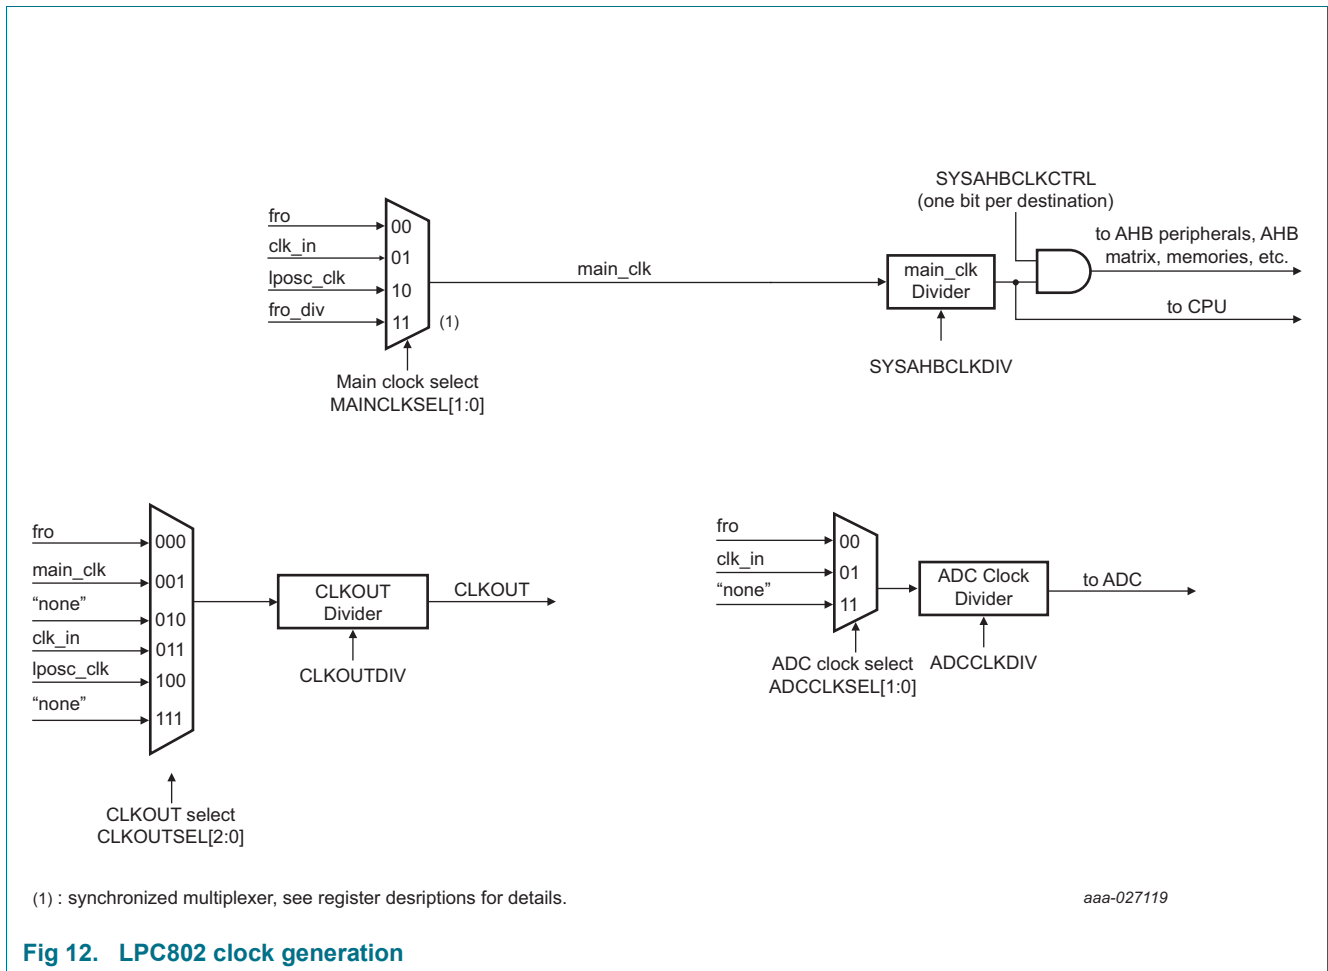 SYSAHBCLKCTRL
(one bit per destination)
fro
00
clk_in
01
lposc_clk
10
fro_div
11
(1)
main_clk
main_clk
Divider
to AHB peripherals, AHB
matrix, memories, etc.
to CPU
SYSAHBCLKDIV
Main clock select
MAINCLKSEL[1:0]
fro
000
main_clk
001
“none”
010
clk_in
011
lposc_clk
100
“none”
111
CLKOUT
Divider
CLKOUT
CLKOUTDIV
CLKOUT select
CLKOUTSEL[2:0]
fro
00
clk_in
01
“none”
11
ADC Clock
Divider
to ADC
ADC clock select
ADCCLKSEL[1:0]
ADCCLKDIV
(1) : synchronized multiplexer, see register desriptions for details.
aaa-027119
Fig 12. LPC802 clock generation